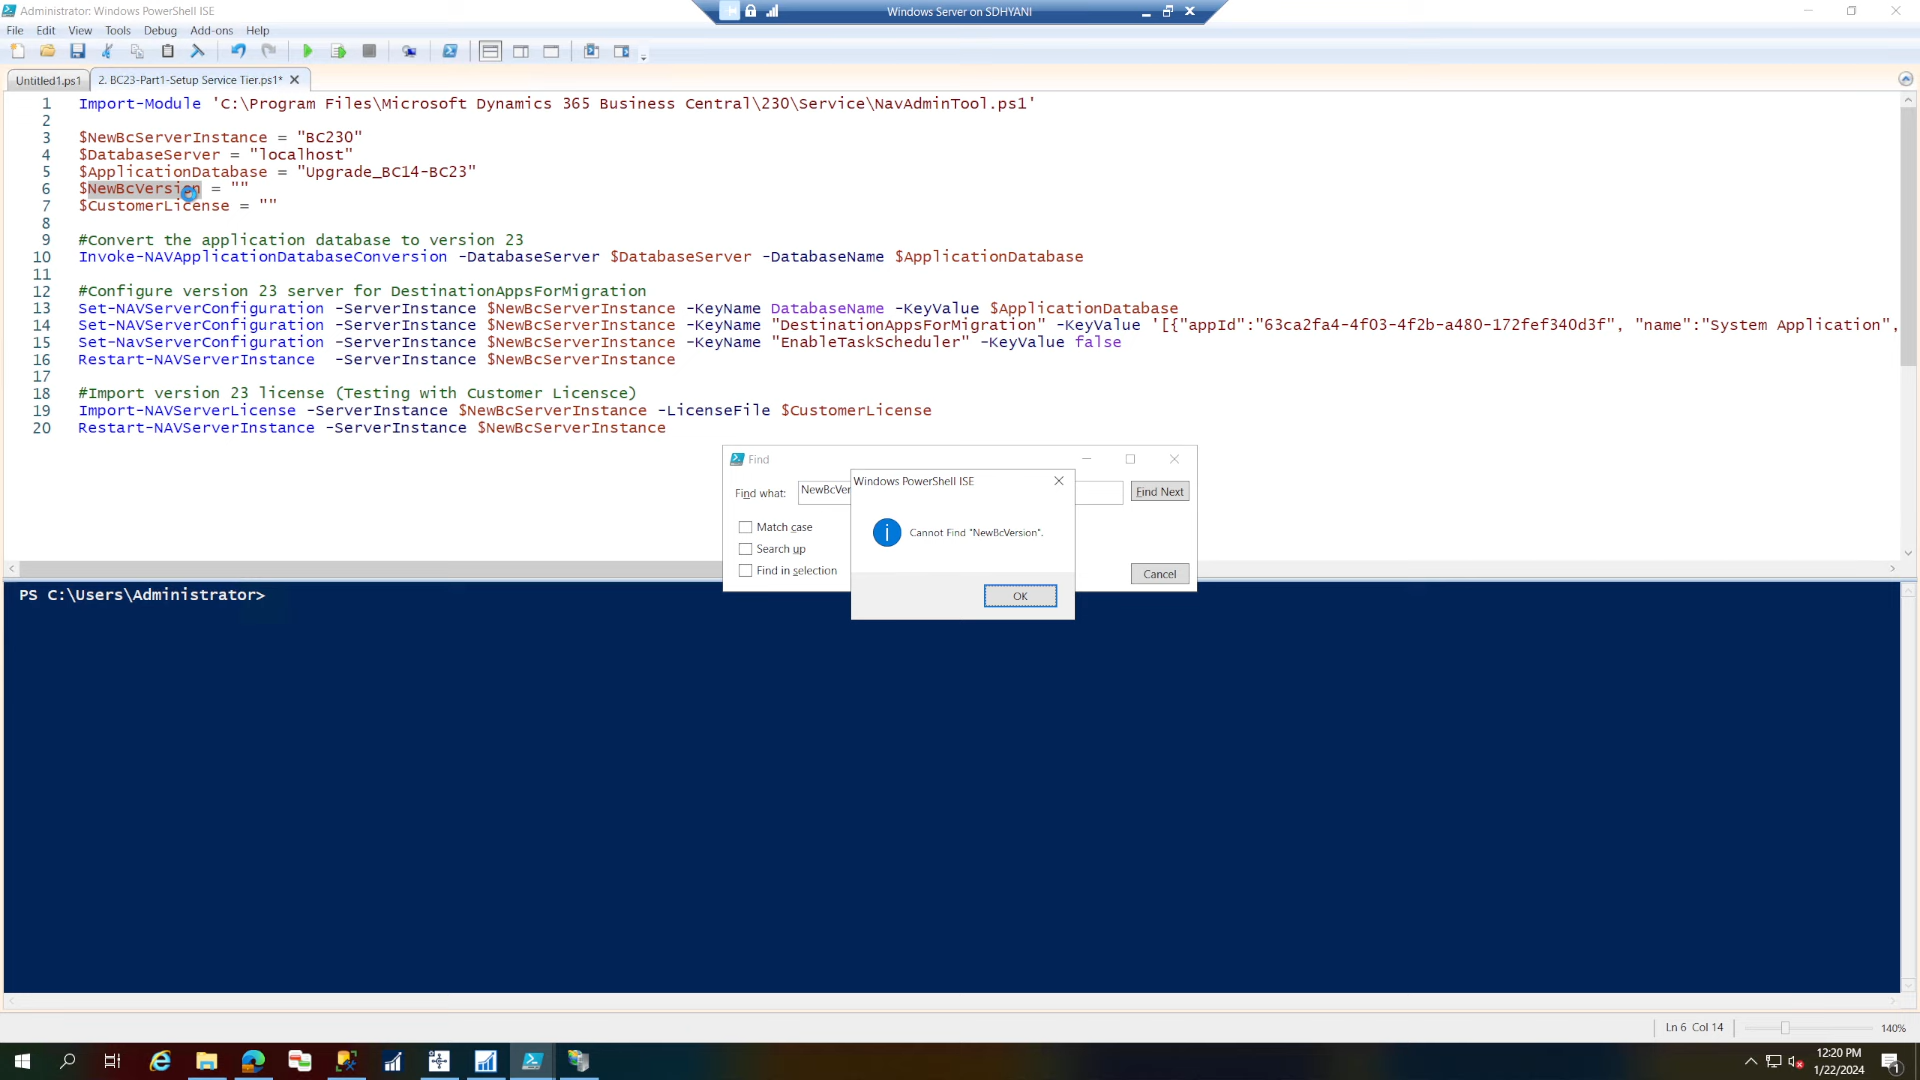 Administrator: Windows PowerShell ISE
Windows Server on SDHYANI
File Edit View Tools Debug Add-ons Help
Untitled1.ps1
2. BC23-Part1-Setup Service Tier.ps1*
1 Import-Module 'C:\Program Files\Microsoft Dynamics 365 Business Central\230\Service\NavAdminTool.ps1'
2
3 $NewBcServerInstance = "BC230"
4 $DatabaseServer = "localhost"
5 $ApplicationDatabase = "Upgrade_BC14-BC23"
6 $NewBcVersion = ""
7 $CustomerLicense = ""
8
9 #Convert the application database to version 23
10 Invoke-NAVApplicationDatabaseConversion -DatabaseServer $DatabaseServer -DatabaseName $ApplicationDatabase
11
12 #Configure version 23 server for DestinationAppsForMigration
13 Set-NAVServerConfiguration -ServerInstance $NewBcServerInstance -KeyName DatabaseName -KeyValue $ApplicationDatabase
14 Set-NAVServerConfiguration -ServerInstance $NewBcServerInstance -KeyName "DestinationAppsForMigration" -KeyValue '[{"appId":"63ca2fa4-4f03-4f2b-a480-172fef340d3f", "name":"System Application",
15 Set-NavServerConfiguration -ServerInstance $NewBcServerInstance -KeyName "EnableTaskScheduler" -KeyValue false
16 Restart-NAVServerInstance -ServerInstance $NewBcServerInstance
17
18 #Import version 23 license (Testing with Customer Licensce)
19 Import-NAVServerLicense -ServerInstance $NewBcServerInstance -LicenseFile $CustomerLicense
20 Restart-NAVServerInstance -ServerInstance $NewBcServerInstance
Find
Find what: NewBcVer
Find Next
Match case
Search up
Find in selection
Cancel
Windows PowerShell ISE
Cannot Find "NewBcVersion".
OK
PS C:\Users\Administrator>
Ln 6 Col 14
140%
12:20 PM
1/22/2024
1